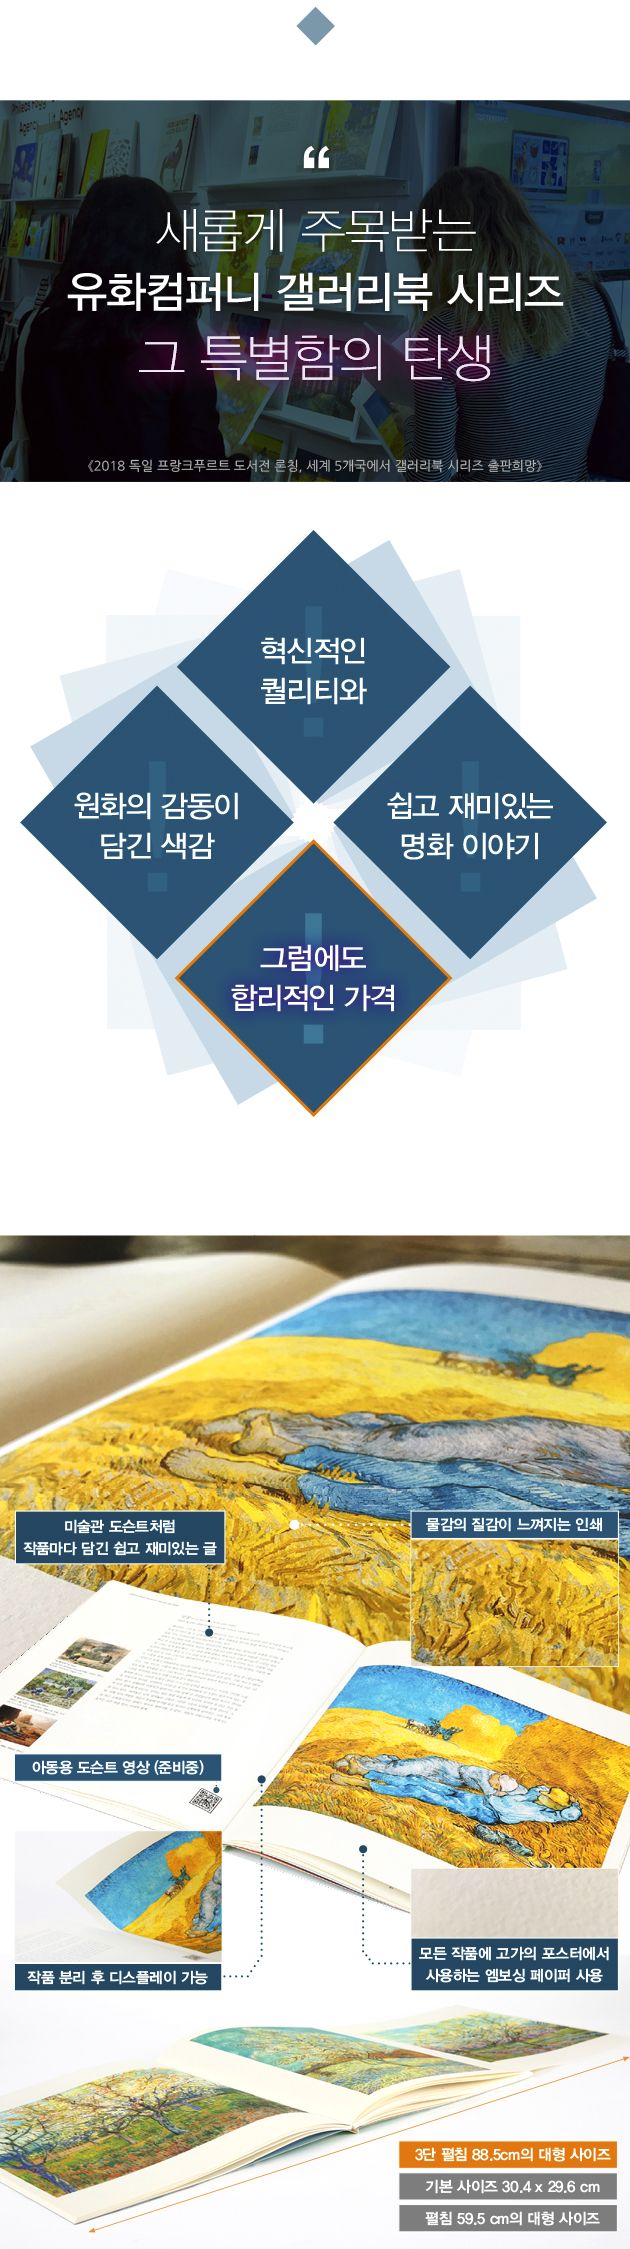 Agency
Agency
“
새롭게 주목받는
유화컴퍼니 갤러리북 시리즈
그 특별함의 탄생
《2018 독일 프랑크푸르트 도서전 론칭, 세계 5개국에서 갤러리북 시리즈 출판희망》
혁신적인
퀄리티와
원화의 감동이
담긴 색감
쉽고 재미있는
명화 이야기
그럼에도
합리적인 가격
미술관 도슨트처럼
작품마다 담긴 쉽고 재미있는 글
물감의 질감이 느껴지는 인쇄
아동용 도슨트 영상 (준비중)
작품 분리 후 디스플레이 가능
모든 작품에 고가의 포스터에서
사용하는 엠보싱 페이퍼 사용
3단 펼침 88.5cm의 대형 사이즈
기본 사이즈 30.4 x 29.6 cm
펼침 59.5 cm의 대형 사이즈